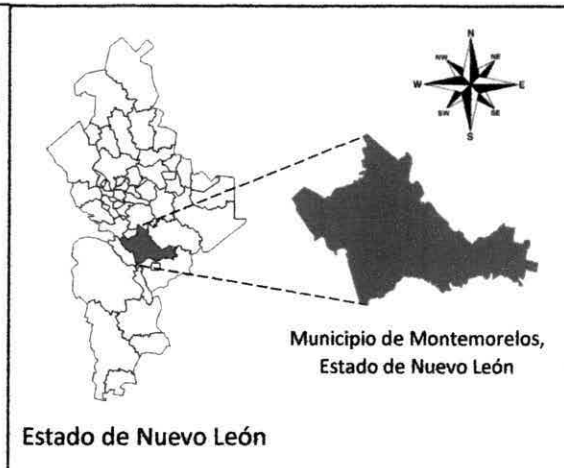 N
NW NE
W E
SW SE
S
Municipio de Montemorelos,
Estado de Nuevo León
Estado de Nuevo León